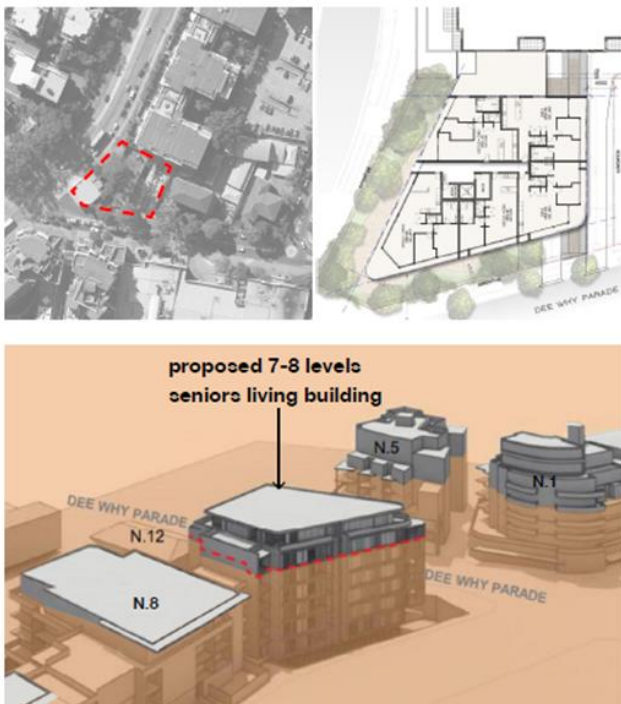 DEE WHY PARADE
proposed 7-8 levels
seniors living building
N.5
N.1
DEE WHY PARADE
N.12
DEE WHY PARADE
N.8